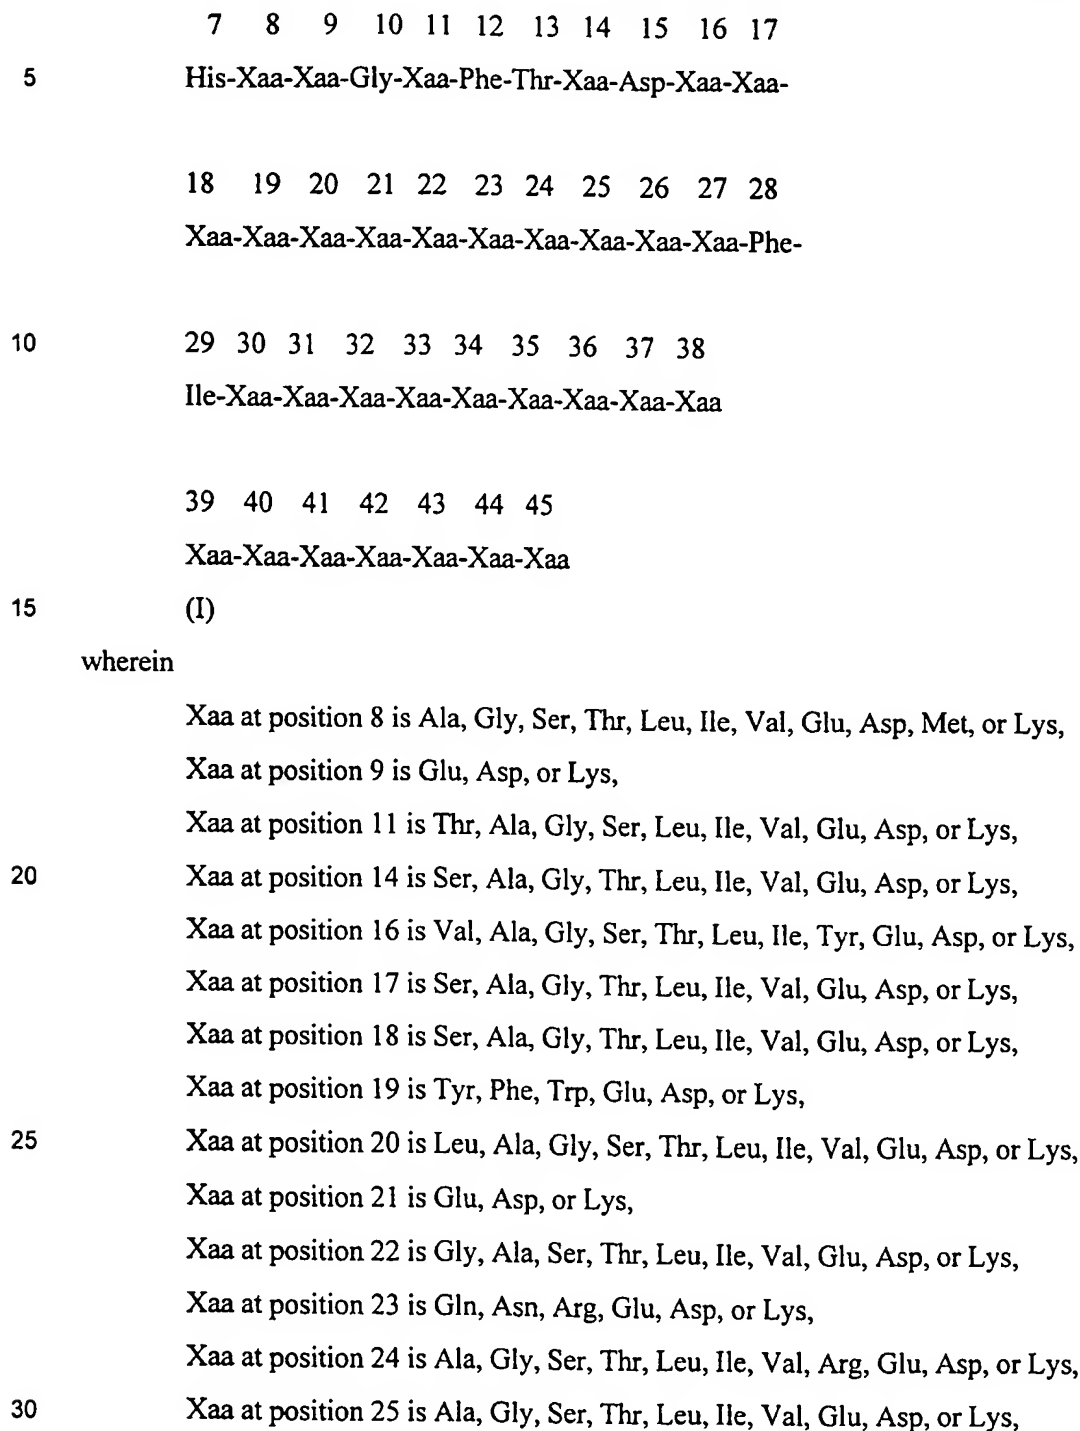 7 8 9 10 11 12 13 14 15 16 17
5 His-Xaa-Xaa-Gly-Xaa-Phe-Thr-Xaa-Asp-Xaa-Xaa-
18 19 20 21 22 23 24 25 26 27 28
Xaa-Xaa-Xaa-Xaa-Xaa-Xaa-Xaa-Xaa-Xaa-Xaa-Phe-
10 29 30 31 32 33 34 35 36 37 38
Ile-Xaa-Xaa-Xaa-Xaa-Xaa-Xaa-Xaa-Xaa-Xaa
39 40 41 42 43 44 45
Xaa-Xaa-Xaa-Xaa-Xaa-Xaa-Xaa
15 (I)
wherein
Xaa at position 8 is Ala, Gly, Ser, Thr, Leu, Ile, Val, Glu, Asp, Met, or Lys,
Xaa at position 9 is Glu, Asp, or Lys,
Xaa at position 11 is Thr, Ala, Gly, Ser, Leu, Ile, Val, Glu, Asp, or Lys,
20 Xaa at position 14 is Ser, Ala, Gly, Thr, Leu, Ile, Val, Glu, Asp, or Lys,
Xaa at position 16 is Val, Ala, Gly, Ser, Thr, Leu, Ile, Tyr, Glu, Asp, or Lys,
Xaa at position 17 is Ser, Ala, Gly, Thr, Leu, Ile, Val, Glu, Asp, or Lys,
Xaa at position 18 is Ser, Ala, Gly, Thr, Leu, Ile, Val, Glu, Asp, or Lys,
Xaa at position 19 is Tyr, Phe, Trp, Glu, Asp, or Lys,
25 Xaa at position 20 is Leu, Ala, Gly, Ser, Thr, Leu, Ile, Val, Glu, Asp, or Lys,
Xaa at position 21 is Glu, Asp, or Lys,
Xaa at position 22 is Gly, Ala, Ser, Thr, Leu, Ile, Val, Glu, Asp, or Lys,
Xaa at position 23 is Gln, Asn, Arg, Glu, Asp, or Lys,
Xaa at position 24 is Ala, Gly, Ser, Thr, Leu, Ile, Val, Arg, Glu, Asp, or Lys,
30 Xaa at position 25 is Ala, Gly, Ser, Thr, Leu, Ile, Val, Glu, Asp, or Lys,